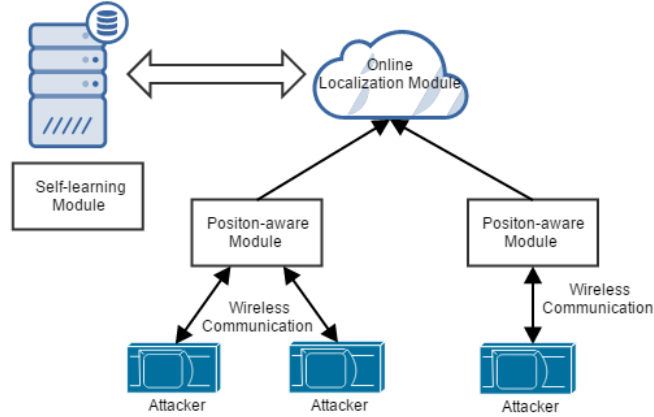 Online
Localization Module
Self-learning
Module
Positon-aware
Module
Positon-aware
Module
Wireless
Communication
Wireless
Communication
Attacker
Attacker
Attacker